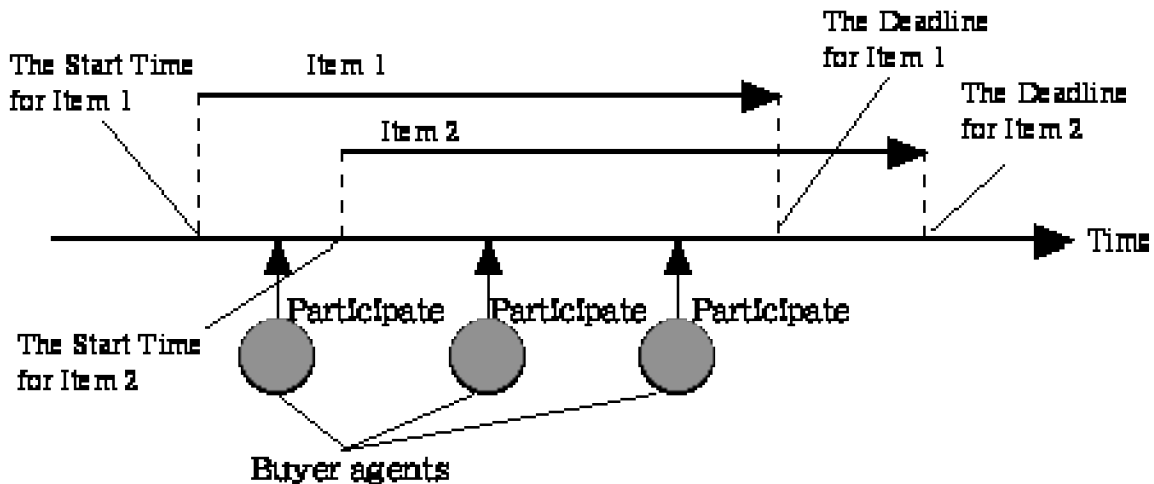 The Start Time
for Item 1
Item 1
The Deadline
for Item 1
Item 2
The Deadline
for Item 2
Time
Participate
Participate
Participate
The Start Time
for Item 2
Buyer agents